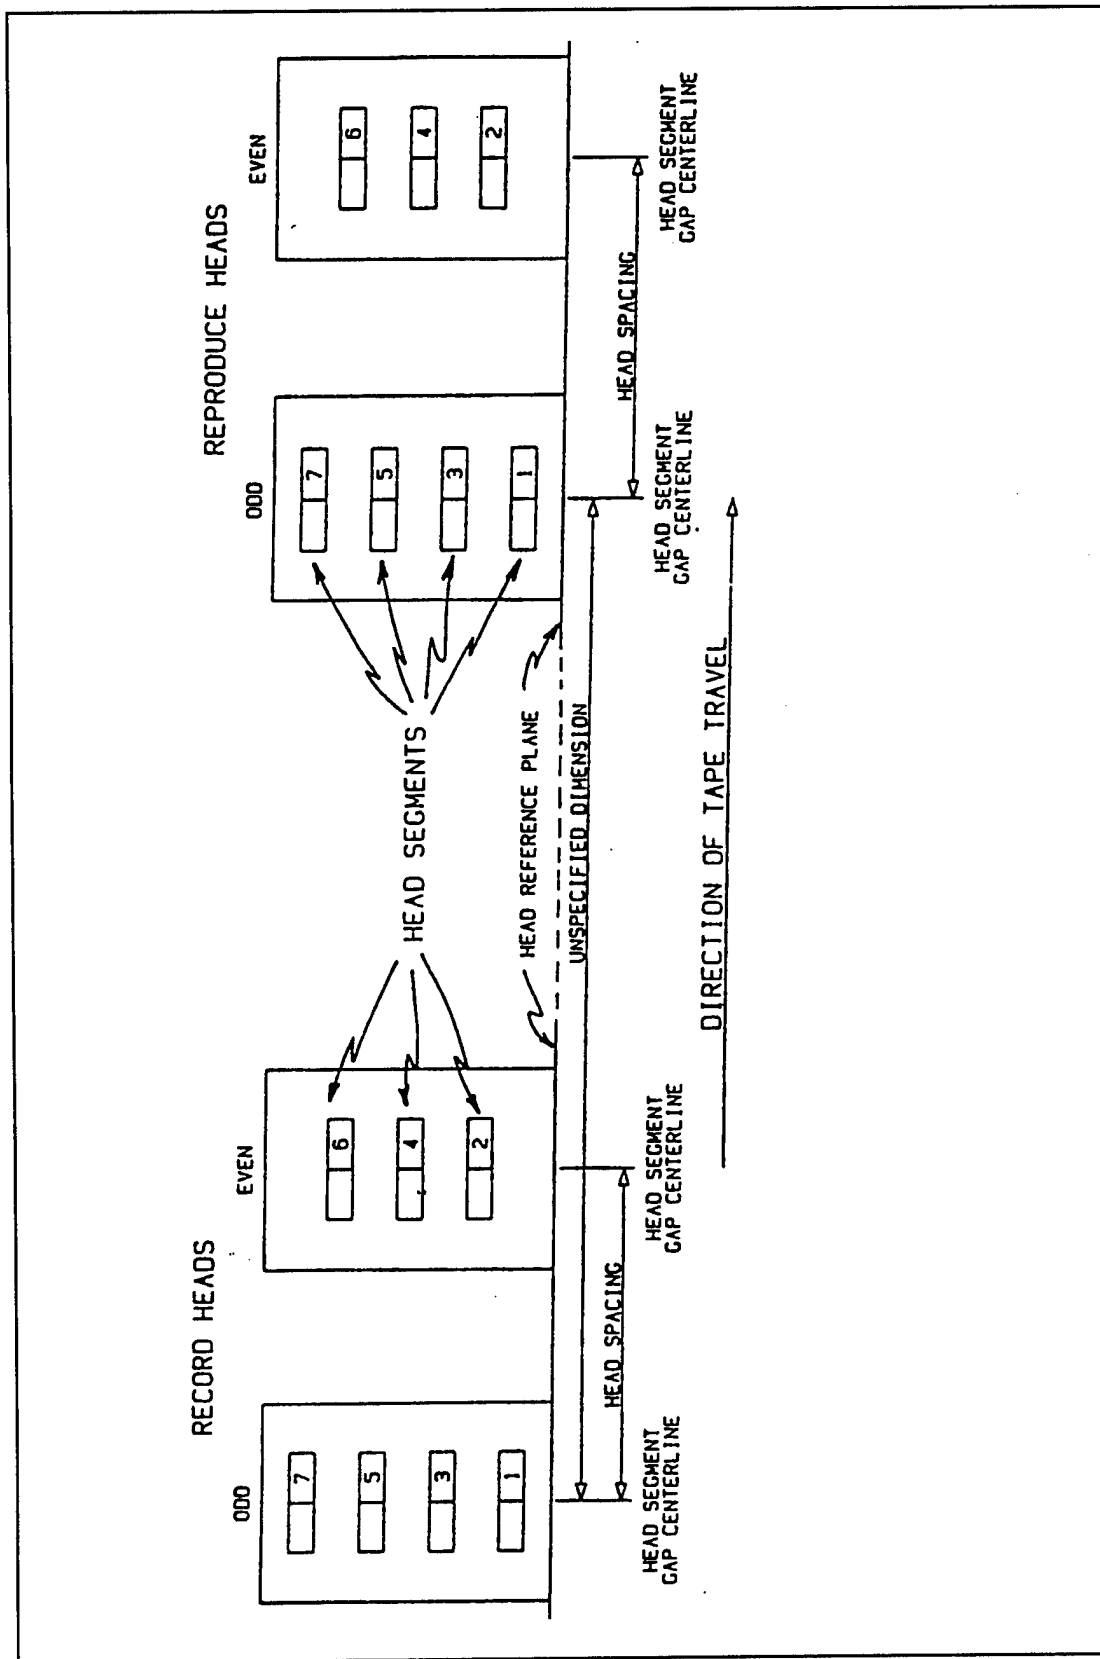 RECORD HEADS
REPRODUCE HEADS
ODD
EVEN
ODD
EVEN
7
5
3
1
6
4
2
7
5
3
1
6
4
2
HEAD SEGMENTS
HEAD REFERENCE PLANE
UNSPECIFIED DIMENSION
HEAD SPACING
HEAD SPACING
HEAD SEGMENT
GAP CENTERLINE
HEAD SEGMENT
GAP CENTERLINE
HEAD SEGMENT
GAP CENTERLINE
HEAD SEGMENT
GAP CENTERLINE
DIRECTION OF TAPE TRAVEL